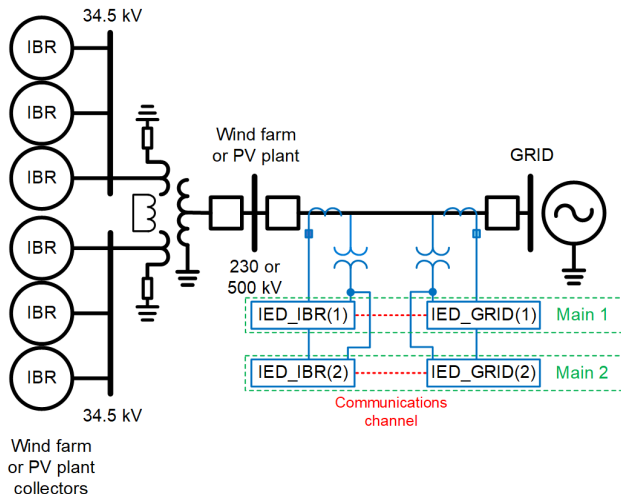 34.5 kV
IBR
IBR
IBR
IBR
IBR
IBR
34.5 kV
Wind farm
or PV plant
collectors
Wind farm
or PV plant
230 or
500 kV
GRID
IED_IBR(1)
IED_GRID(1)
Main 1
IED_IBR(2)
IED_GRID(2)
Main 2
Communications
channel